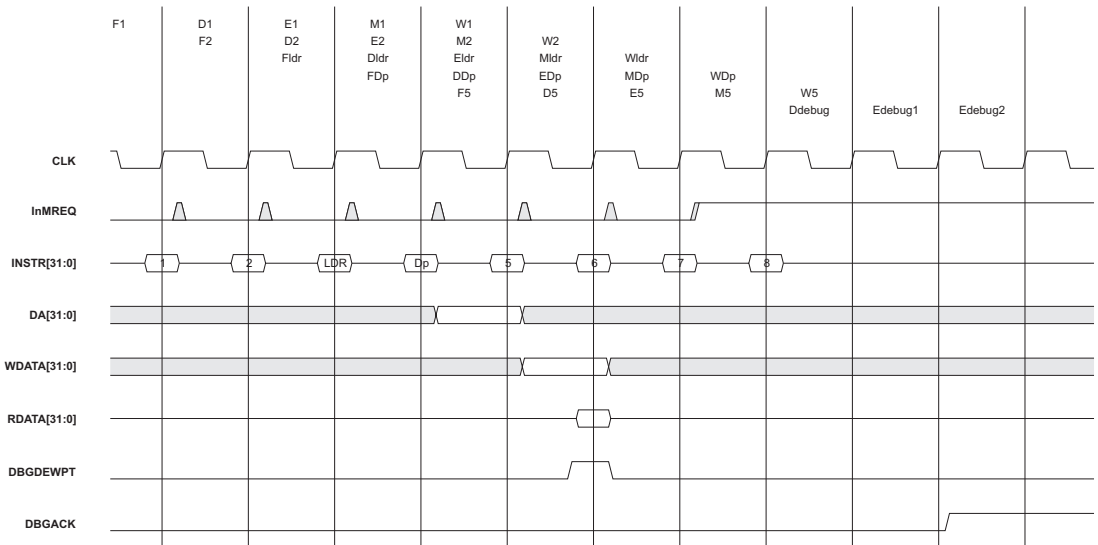 F1 D1 E1 M1 W1
F2 D2 E2 M2 W2
Fldr Dldr Eldr Mldr Wldr
FDp DDp EDp MDp WDp
F5 D5 E5 M5 W5
Ddebug Edebug1 Edebug2
CLK
InMREQ
INSTR[31:0] 1 2 LDR Dp 5 6 7 8
DA[31:0]
WDATA[31:0]
RDATA[31:0]
DBGDEWPT
DBGACK